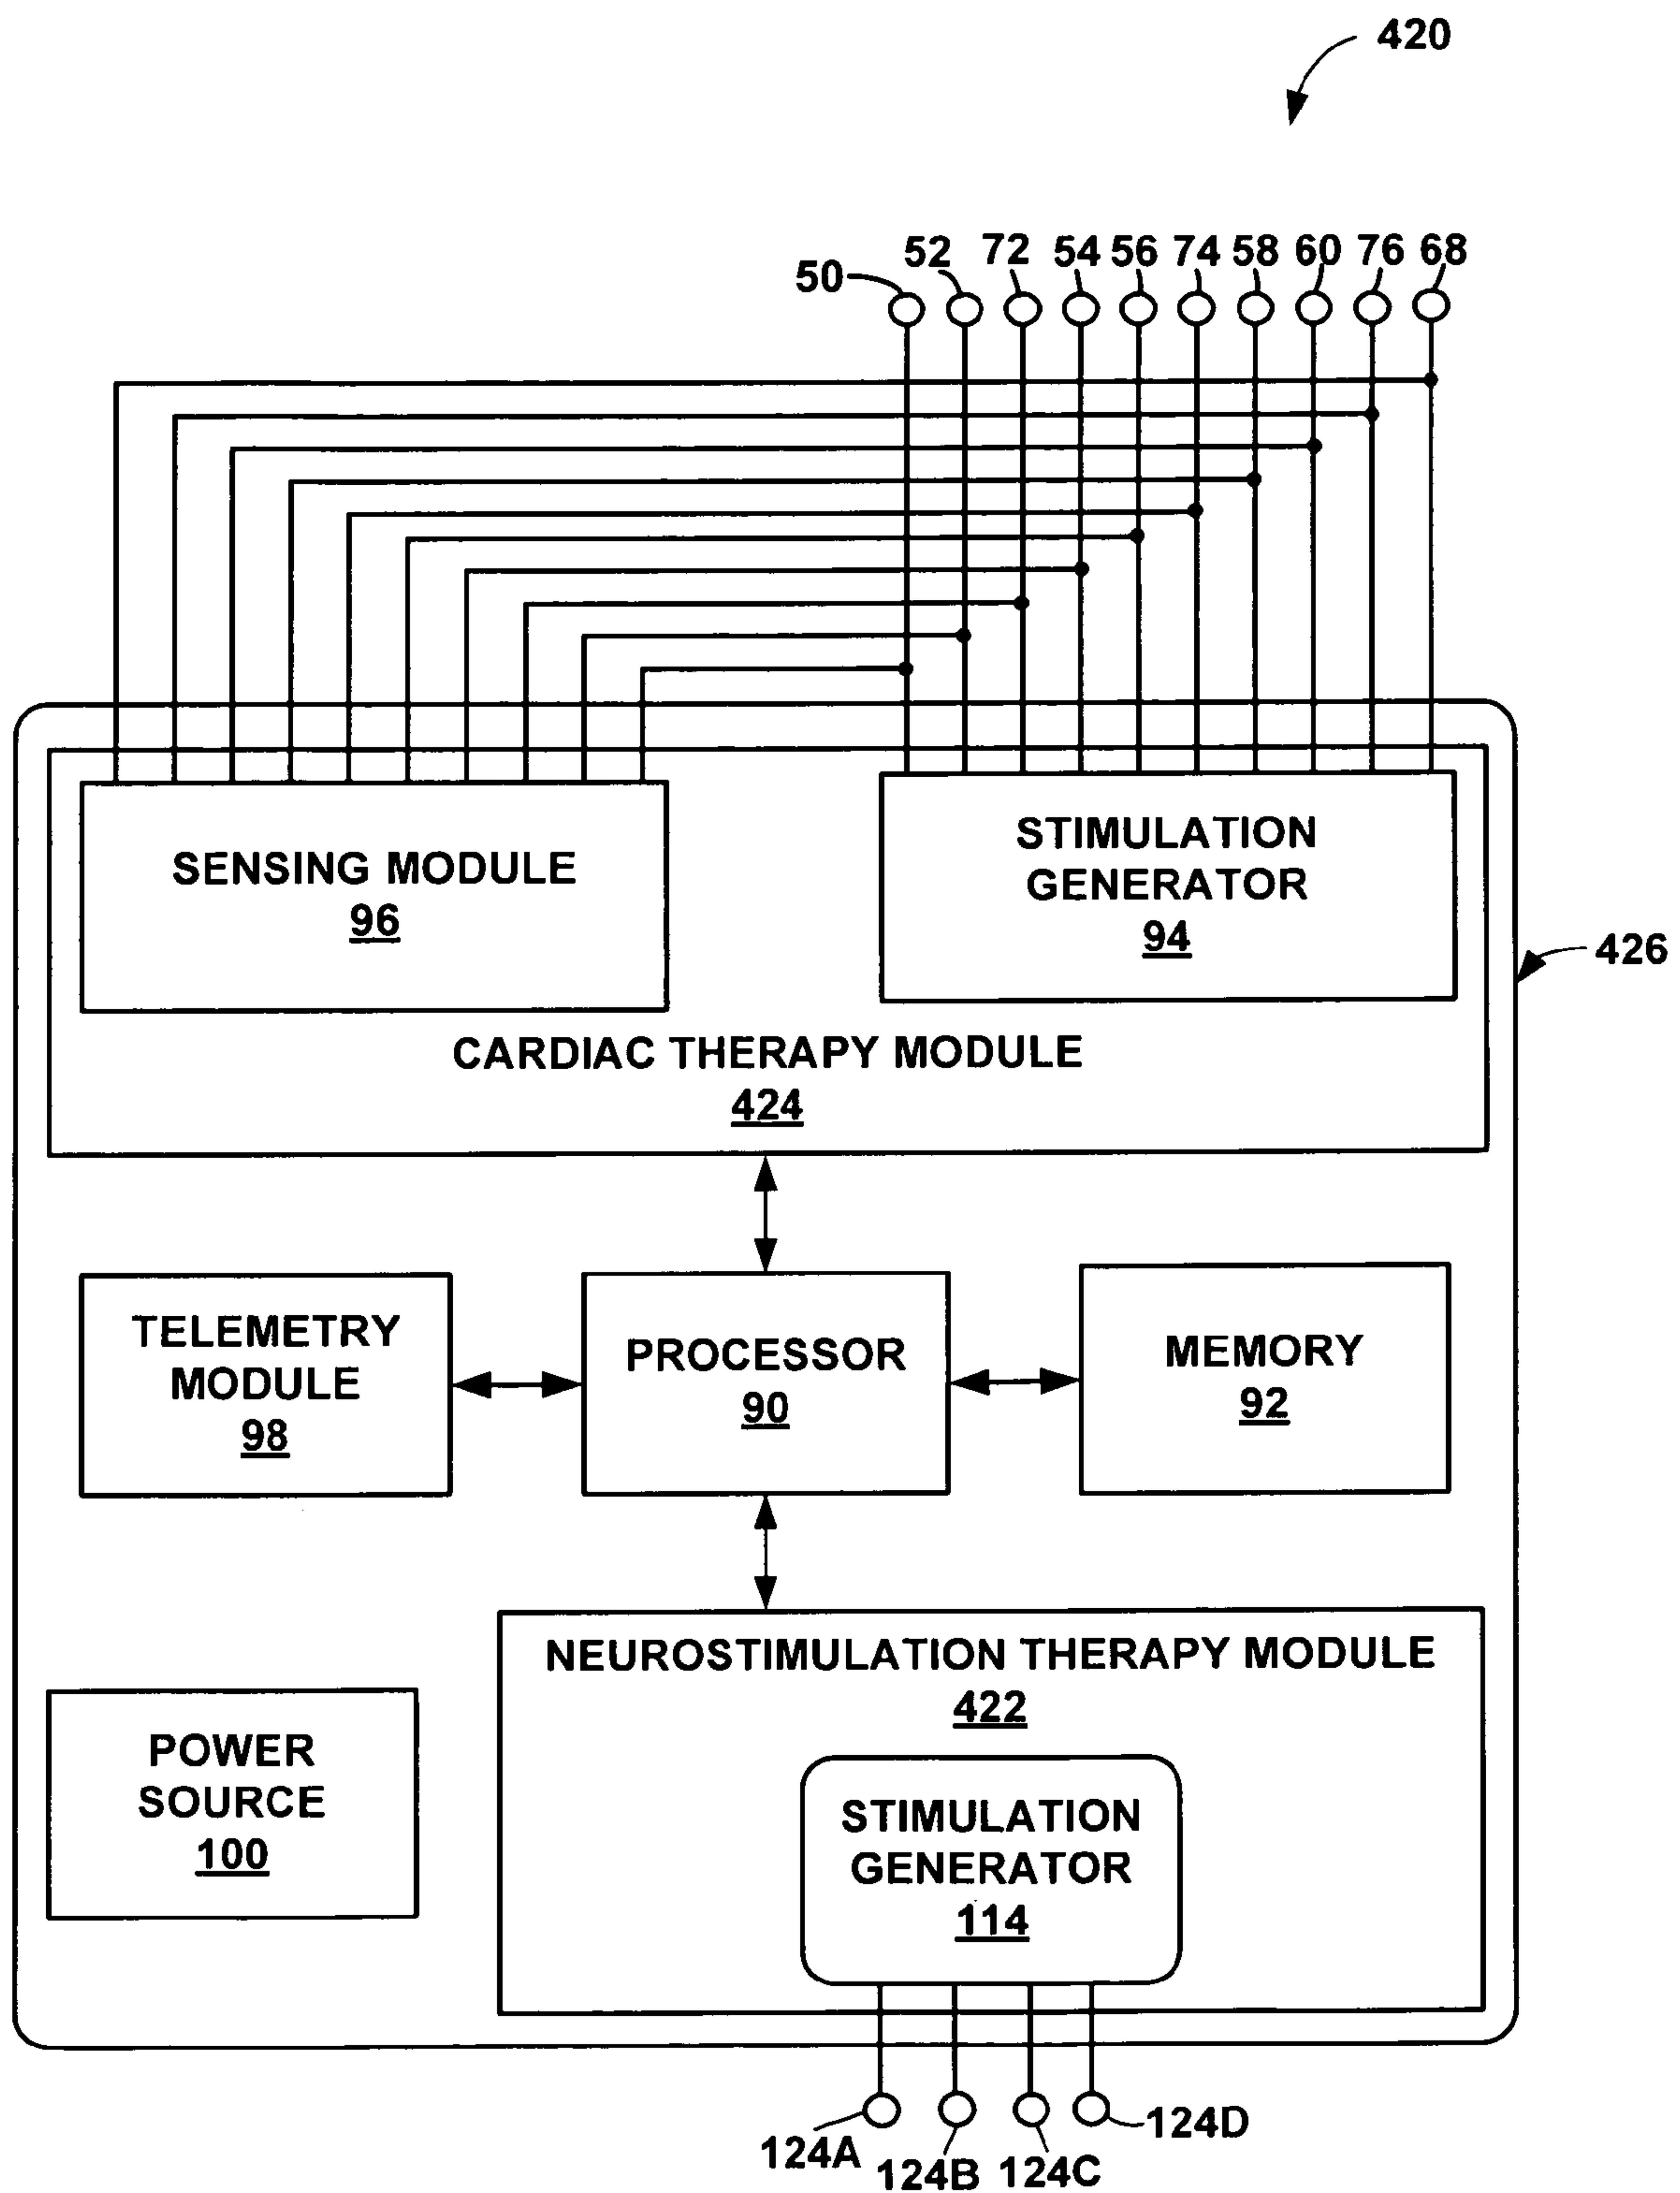 420
50 52 72 54 56 74 58 60 76 68
SENSING MODULE
96
STIMULATION
GENERATOR
94
426
CARDIAC THERAPY MODULE
424
TELEMETRY
MODULE
98
PROCESSOR
90
MEMORY
92
NEUROSTIMULATION THERAPY MODULE
422
POWER
SOURCE
100
STIMULATION
GENERATOR
114
124A 124B 124C 124D